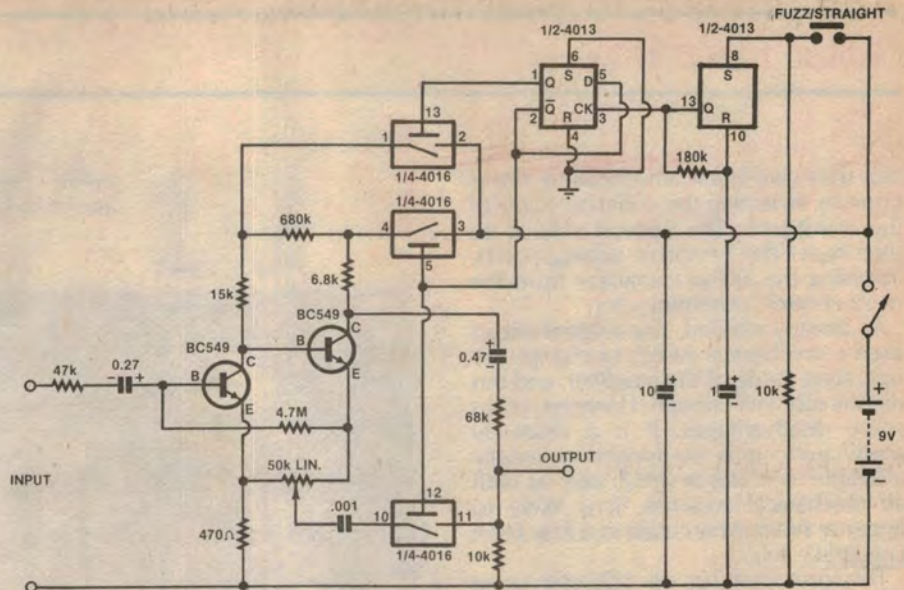 FUZZ/STRAIGHT
1/2-4013
1/2-4013
6
8
1 Q S D 5
S
2 Q̅ CK 3
13 Q
R
4
R
10
13
1 2
1/4-4016
180k
1/4-4016
680k
4 3
5
15k
6.8k
BC549
BC549
C
B
E
C
B
E
47k
0.27
− +
+
0.47
−
4.7M
68k
10
+
−
1
+
−
10k
+
9V
−
50k LIN.
OUTPUT
INPUT
.001
12
10 11
1/4-4016
470Ω
10k